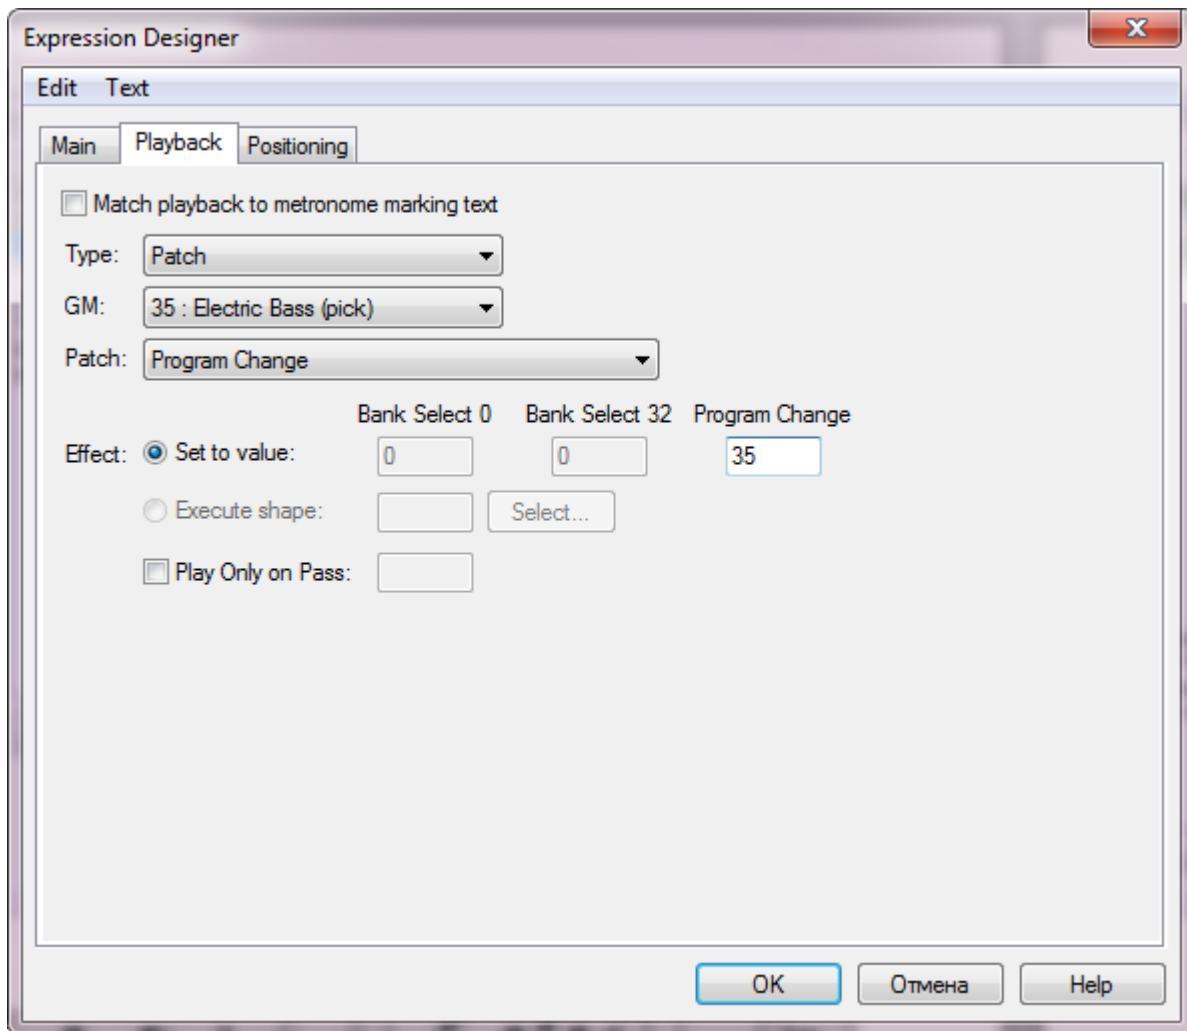 Expression Designer
Edit Text
Main Playback Positioning
Match playback to metronome marking text
Type: Patch
GM: 35 : Electric Bass (pick)
Patch: Program Change
Bank Select 0 Bank Select 32 Program Change
Effect: Set to value: 0 0 35
Execute shape: Select...
Play Only on Pass:
OK Отмена Help